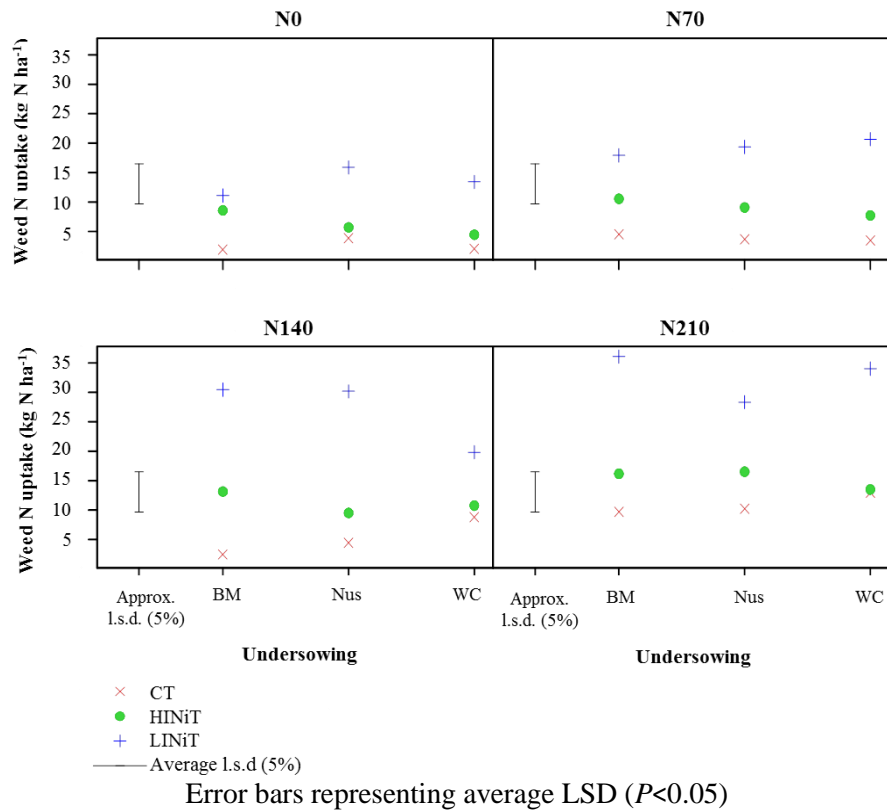 N0 N70
Weed N uptake (kg N ha⁻¹)
35
30
25
20
15
10
5
N140 N210
Weed N uptake (kg N ha⁻¹)
35
30
25
20
15
10
5
Approx. l.s.d. (5%) BM Nus WC Approx. l.s.d. (5%) BM Nus WC
Undersowing Undersowing
CT
HINiT
LINiT
Average l.s.d (5%)
Error bars representing average LSD (P<0.05)